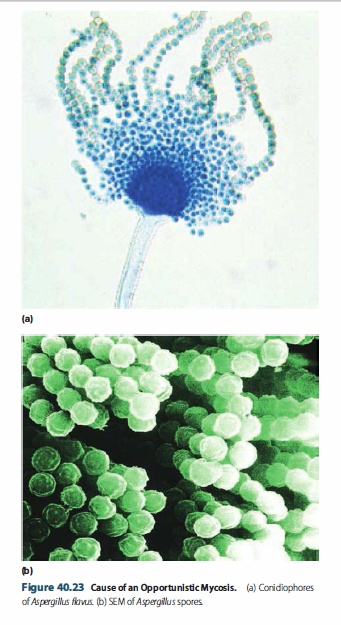 (a)
(b)
Figure 40.23 Cause of an Opportunistic Mycosis. (a) Conidiophores
of Aspergillus flavus. (b) SEM of Aspergillus spores.